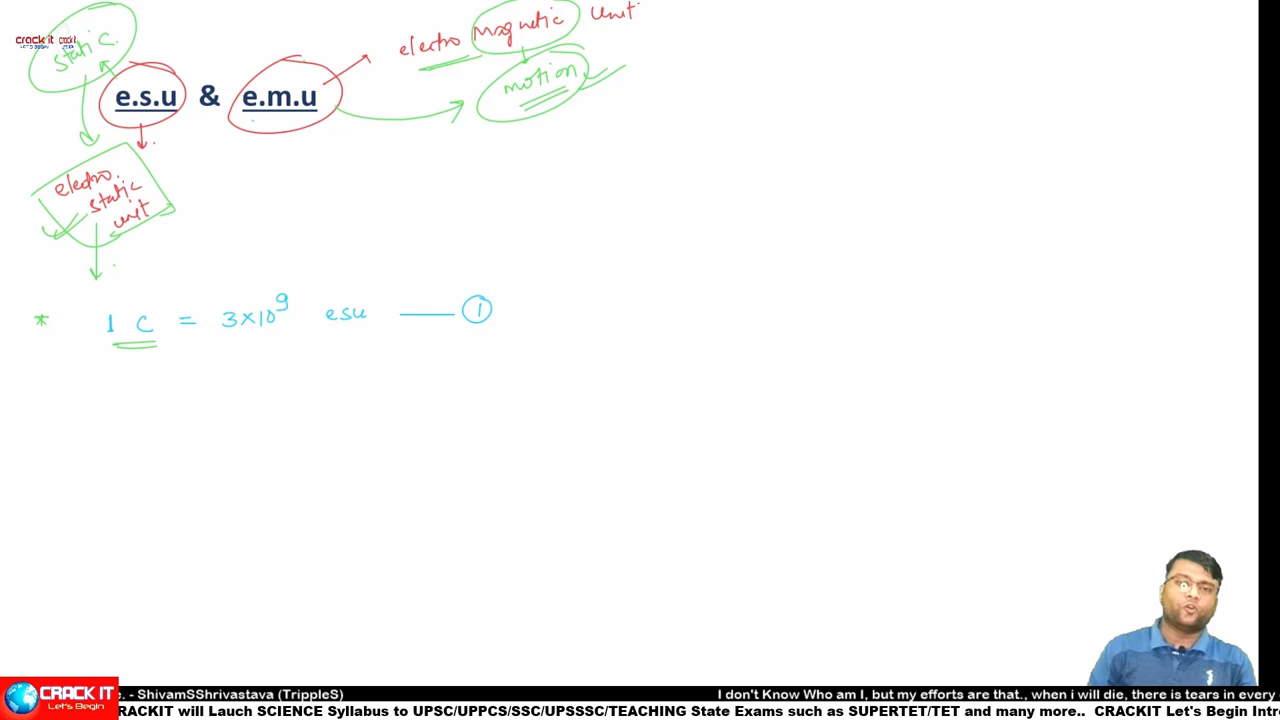 electro magnetic unit
crack it
static
motion
e.s.u & e.m.u
electro
static
unit
* 1 C = 3×10⁹ esu —— ①
CRACK IT
Let's Begin
e. - ShivamSShrivastava (TrippleS)
I don't Know Who am I, but my efforts are that., when i will die, there is tears in every
CRACKIT will Lauch SCIENCE Syllabus to UPSC/UPPCS/SSC/UPSSSC/TEACHING State Exams such as SUPERTET/TET and many more.. CRACKIT Let's Begin Intr